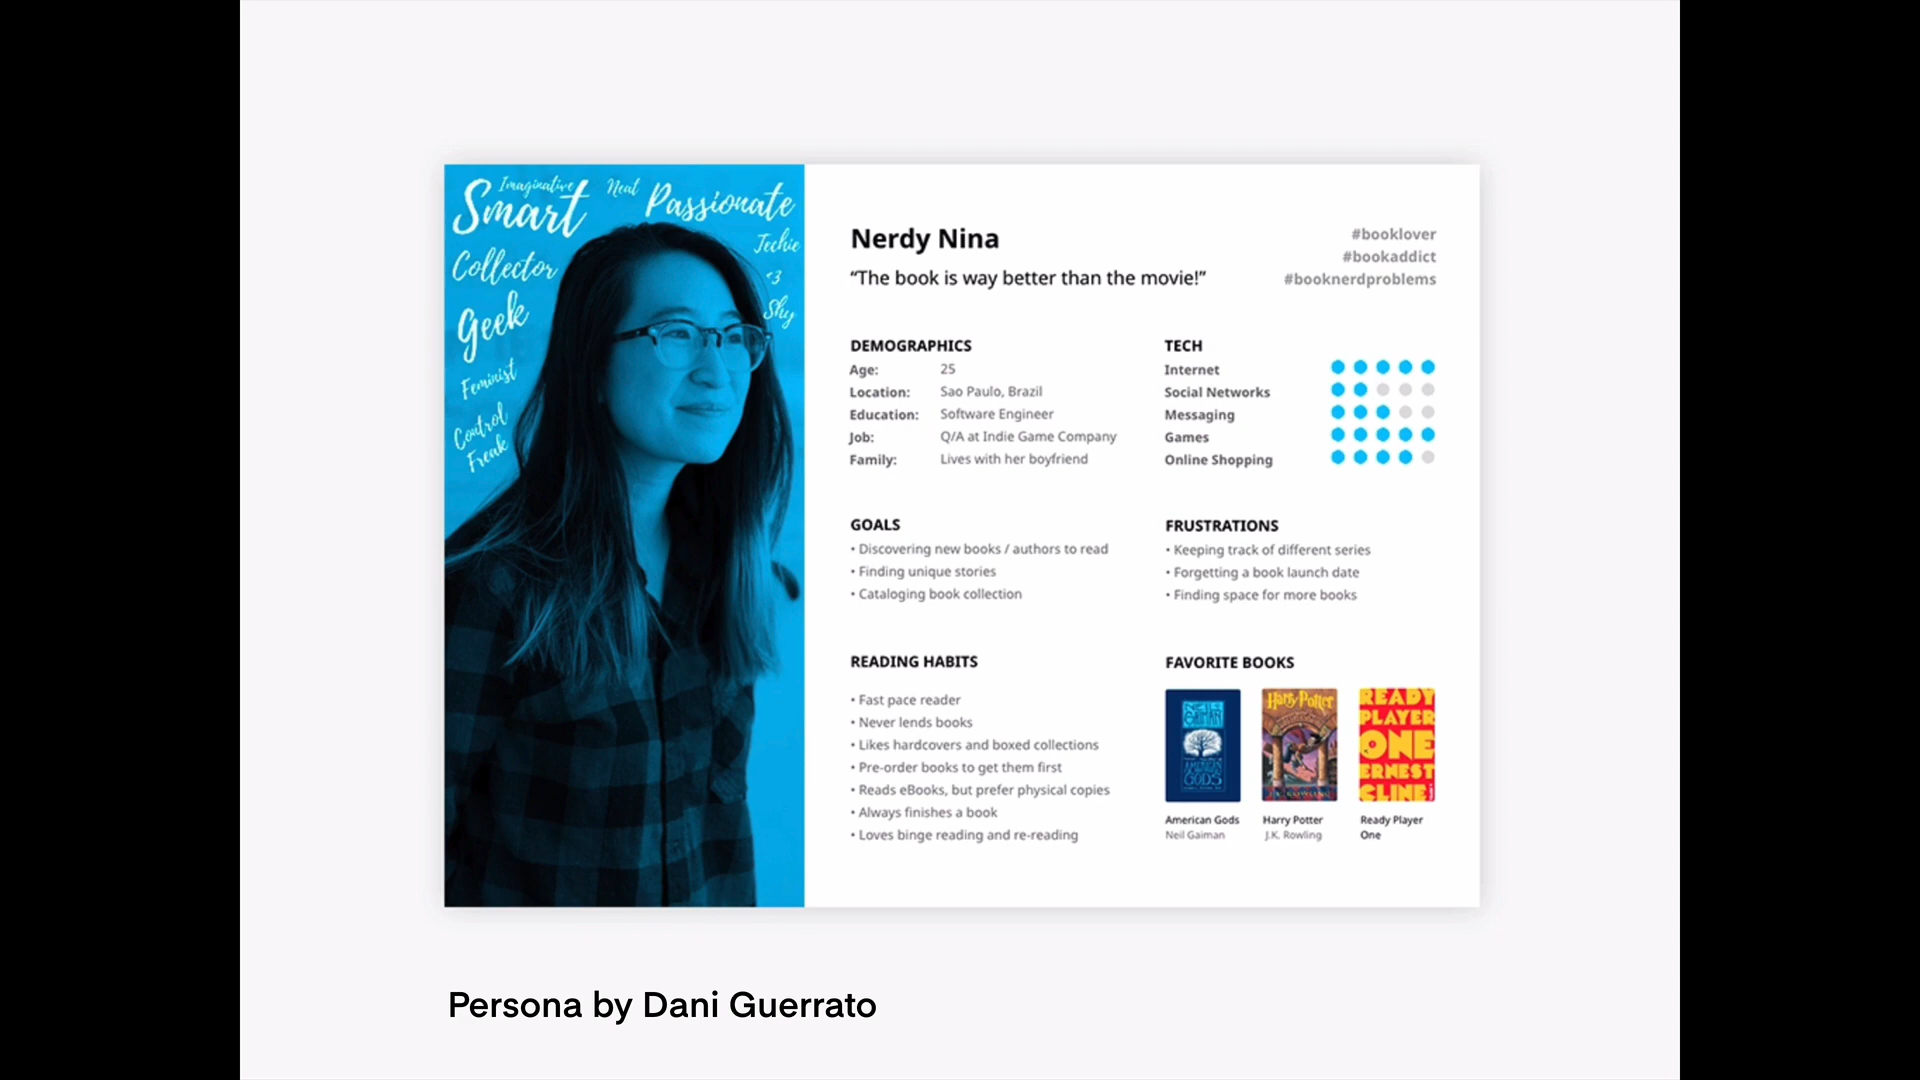 Imaginative
Neat
Smart
Passionate
Techie
Collector
<3
Geek
Shy
Feminist
Control
Freak
Nerdy Nina
“The book is way better than the movie!”
#booklover
#bookaddict
#booknerdproblems
DEMOGRAPHICS
Age: 25
Location: Sao Paulo, Brazil
Education: Software Engineer
Job: Q/A at Indie Game Company
Family: Lives with her boyfriend
TECH
Internet
Social Networks
Messaging
Games
Online Shopping
GOALS
• Discovering new books / authors to read
• Finding unique stories
• Cataloging book collection
FRUSTRATIONS
• Keeping track of different series
• Forgetting a book launch date
• Finding space for more books
READING HABITS
• Fast pace reader
• Never lends books
• Likes hardcovers and boxed collections
• Pre-order books to get them first
• Reads eBooks, but prefer physical copies
• Always finishes a book
• Loves binge reading and re-reading
FAVORITE BOOKS
NEIL
GAIMAN
AMERICAN
GODS
Harry Potter
J.K. ROWLING
READY
PLAYER
ONE
ERNEST
CLINE
American Gods
Neil Gaiman
Harry Potter
J.K. Rowling
Ready Player
One
Persona by Dani Guerrato